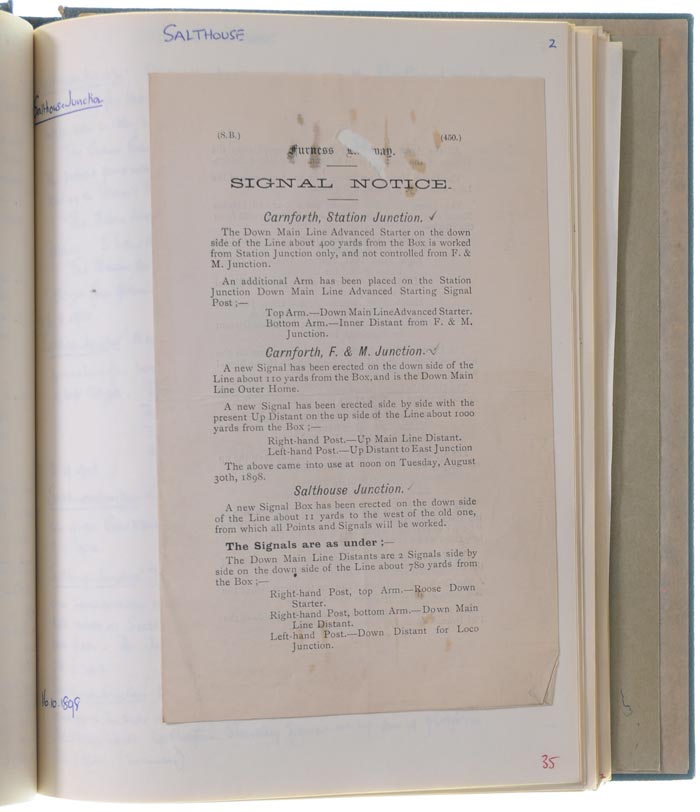 SALTHOUSE
2
Salthouse Junction
(S.B.)
(450.)
Furness
SIGNAL NOTICE.
Carnforth, Station Junction. ✓
The Down Main Line Advanced Starter on the down
side of the Line about 400 yards from the Box is worked
from Station Junction only, and not controlled from F. &
M. Junction.
An additional Arm has been placed on the Station
Junction Down Main Line Advanced Starting Signal
Post ;—
Top Arm.—Down Main Line Advanced Starter.
Bottom Arm.—Inner Distant from F. & M.
Junction.
Carnforth, F. & M. Junction. ✓
A new Signal has been erected on the down side of the
Line about 110 yards from the Box, and is the Down Main
Line Outer Home.
A new Signal has been erected side by side with the
present Up Distant on the up side of the Line about 1000
yards from the Box ;—
Right-hand Post.—Up Main Line Distant.
Left-hand Post.—Up Distant to East Junction
The above came into use at noon on Tuesday, August
30th, 1898.
Salthouse Junction. ✓
A new Signal Box has been erected on the down side
of the Line about 11 yards to the west of the old one,
from which all Points and Signals will be worked.
The Signals are as under ;—
The Down Main Line Distants are 2 Signals side by
side on the down side of the Line about 780 yards from
the Box ;—
Right-hand Post, top Arm.—Roose Down
Starter.
Right-hand Post, bottom Arm.—Down Main
Line Distant.
Left-hand Post.—Down Distant for Loco
Junction.
16.10.1898
35